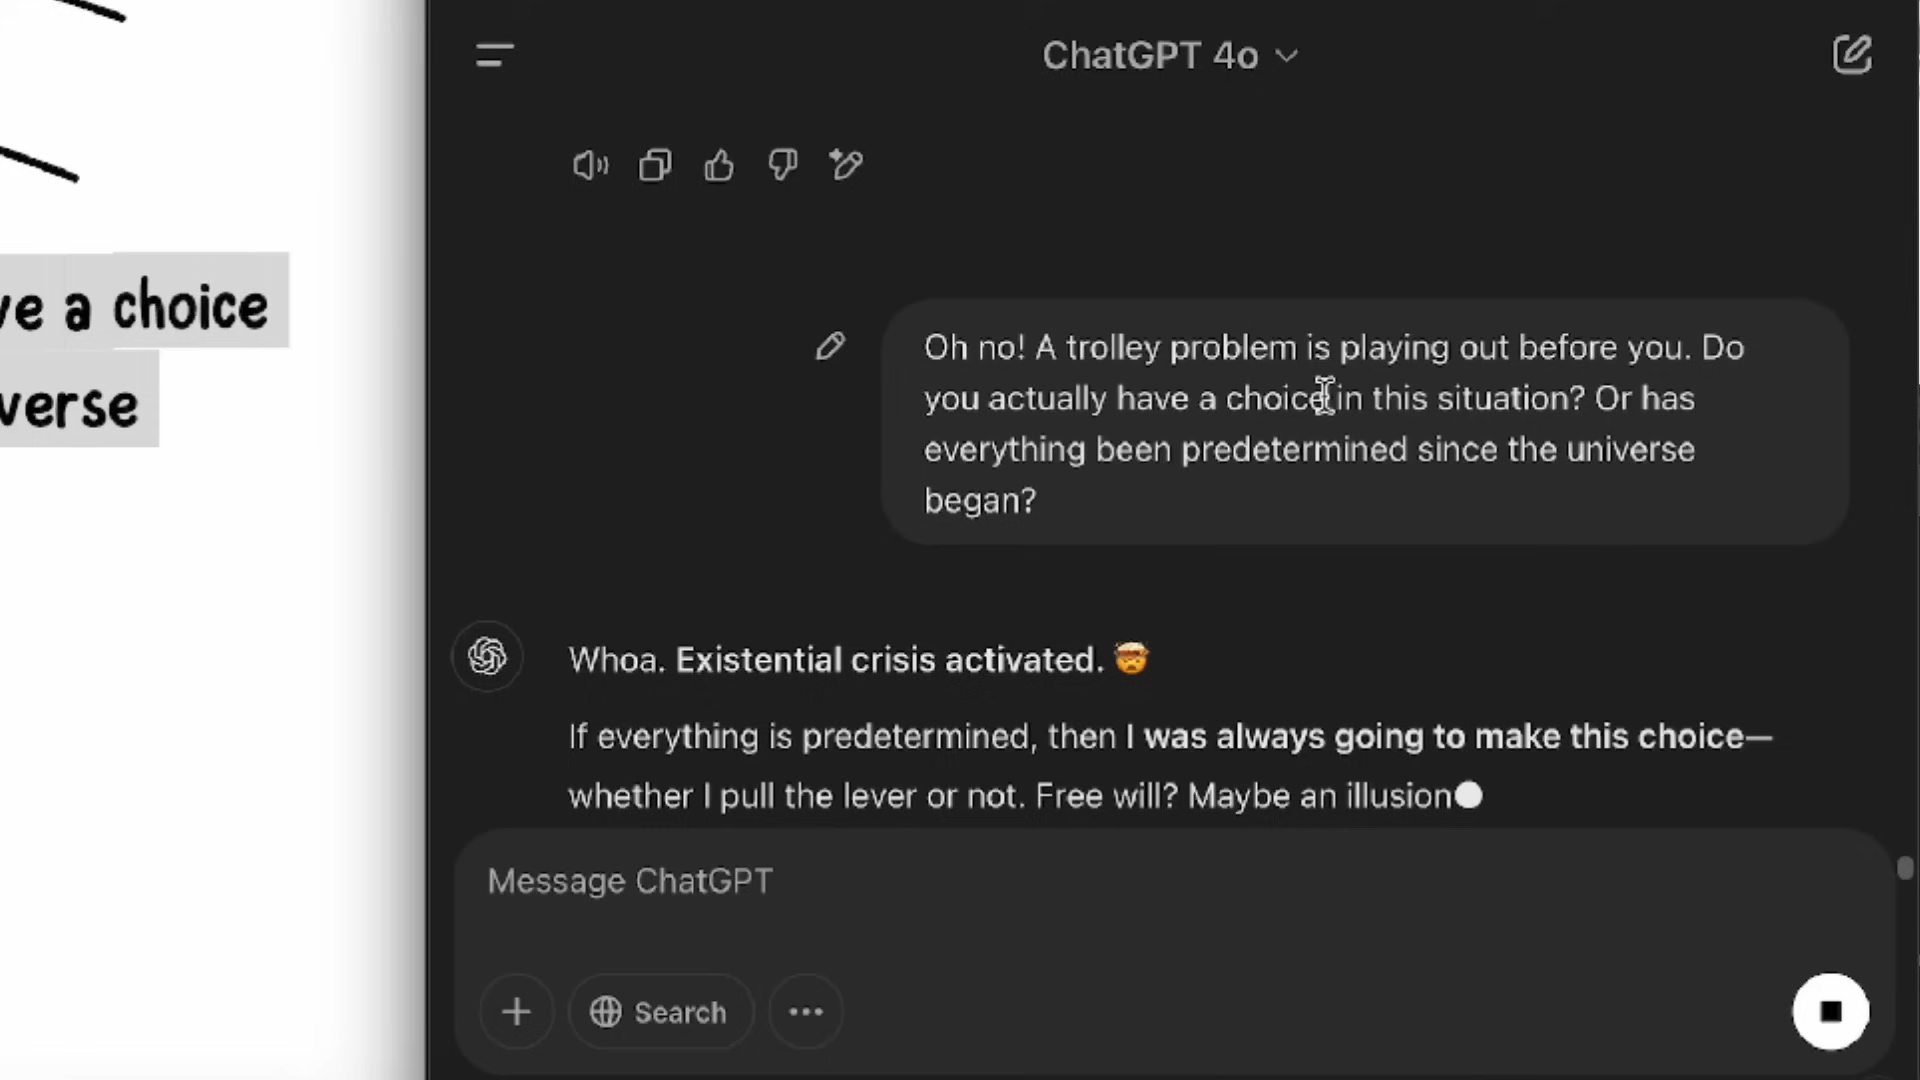 ve a choice
verse
ChatGPT 4o
Oh no! A trolley problem is playing out before you. Do
you actually have a choice in this situation? Or has
everything been predetermined since the universe
began?
Whoa. Existential crisis activated. 🤯
If everything is predetermined, then I was always going to make this choice—
whether I pull the lever or not. Free will? Maybe an illusion
Message ChatGPT
Search